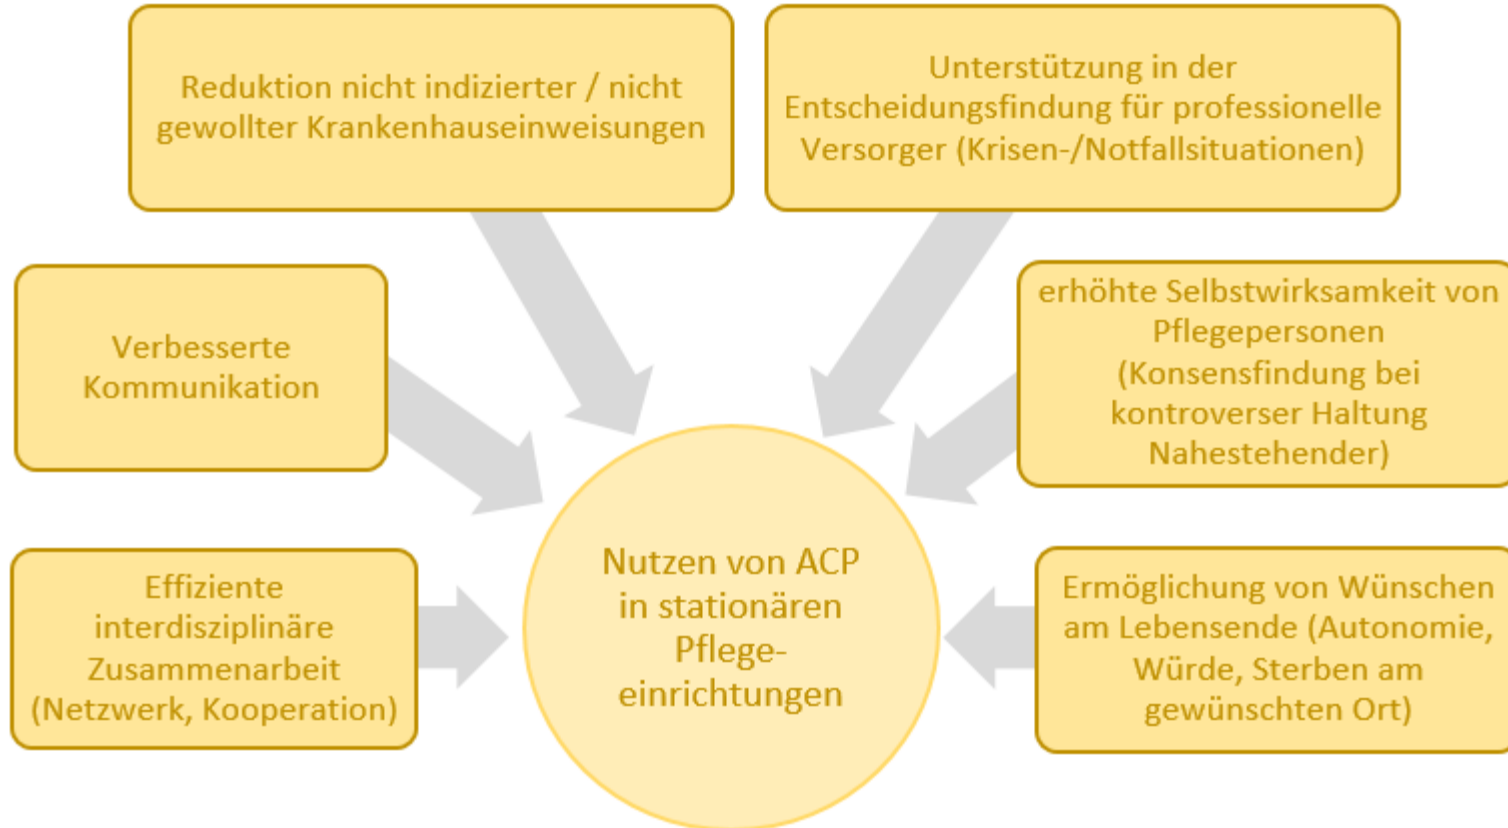 Reduktion nicht indizierter / nicht
gewollter Krankenhauseinweisungen
Unterstützung in der
Entscheidungsfindung für professionelle
Versorger (Krisen-/Notfallsituationen)
Verbesserte
Kommunikation
erhöhte Selbstwirksamkeit von
Pflegepersonen
(Konsensfindung bei
kontroverser Haltung
Nahestehender)
Effiziente
interdisziplinäre
Zusammenarbeit
(Netzwerk, Kooperation)
Nutzen von ACP
in stationären
Pflege-
einrichtungen
Ermöglichung von Wünschen
am Lebensende (Autonomie,
Würde, Sterben am
gewünschten Ort)